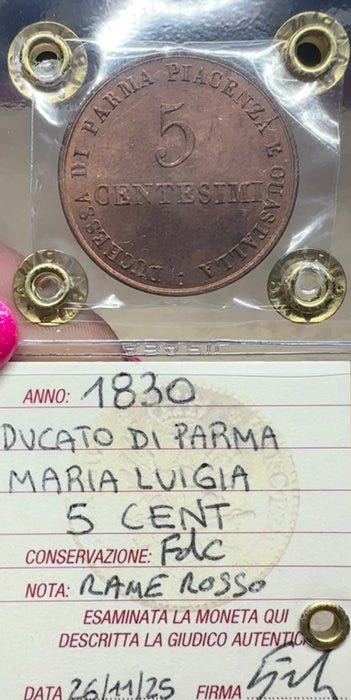 DUCHESSA DI PARMA PIACENZA E GUASTALLA
5
CENTESIMI
ANNO: 1830
DUCATO DI PARMA
MARIA LUIGIA
5 CENT
CONSERVAZIONE: FdC
NOTA: RAME ROSSO
ESAMINATA LA MONETA QUI
DESCRITTA LA GIUDICO AUTENTIC
DATA 26/11/25 FIRMA